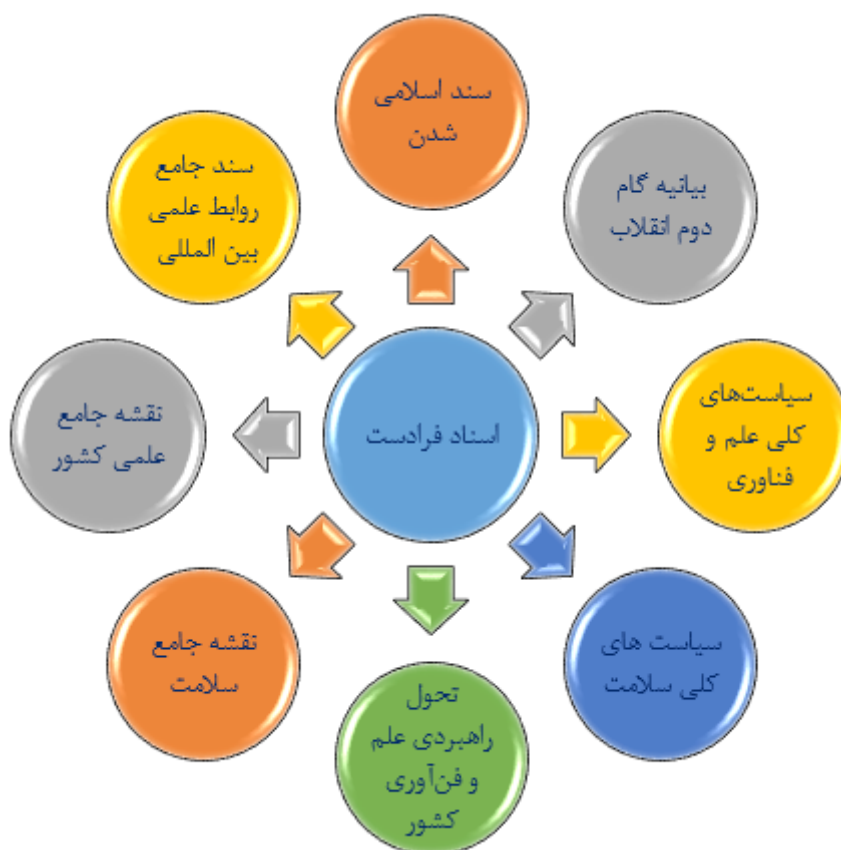 سند اسلامی
شدن
بیانیه گام
دوم انقلاب
سیاست‌های
کلی علم و
فناوری
سیاست های
کلی سلامت
تحول
راهبردی علم
و فن‌آوری
کشور
نقشه جامع
سلامت
نقشه جامع
علمی کشور
سند جامع
روابط علمی
بین المللی
اسناد فرادست